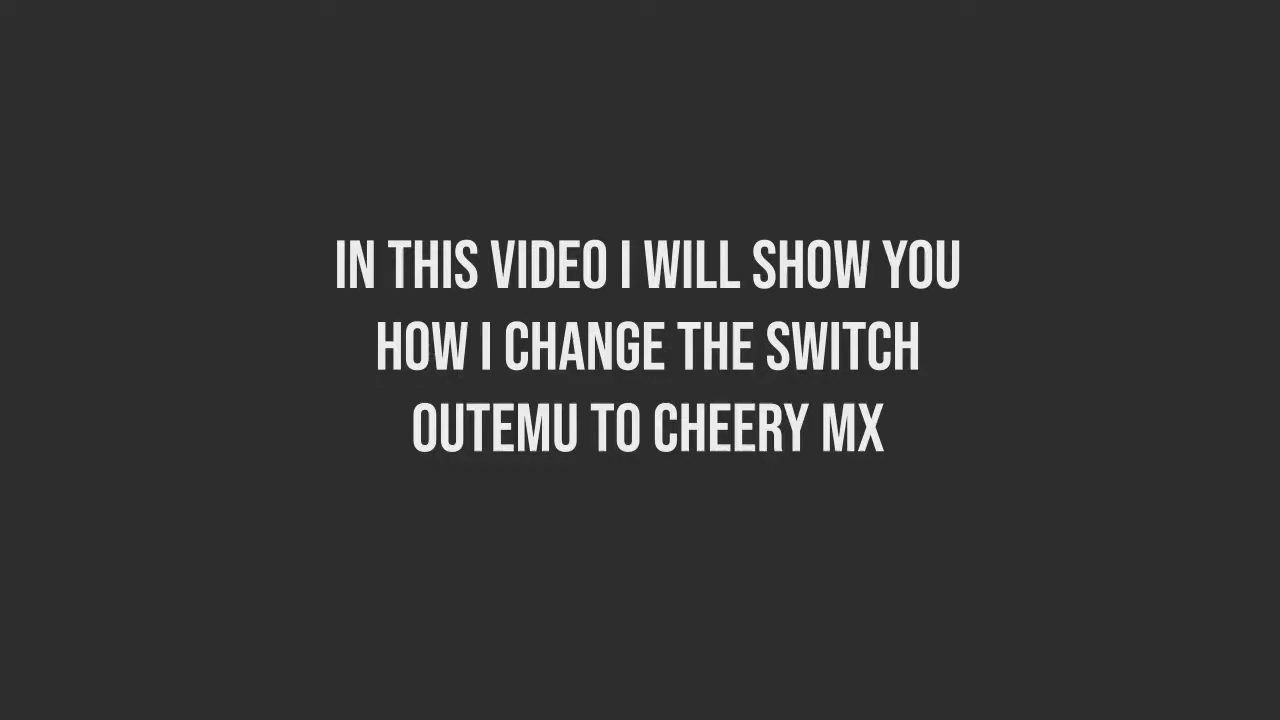 IN THIS VIDEO I WILL SHOW YOU
HOW I CHANGE THE SWITCH
OUTEMU TO CHEERY MX